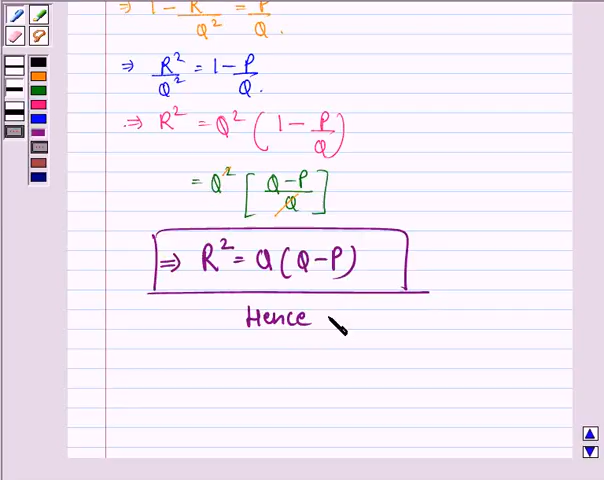 ⇒ 1 - R²/Q² = P/Q.
⇒ R²/Q² = 1 - P/Q.
⇒ R² = Q² ( 1 - P/Q )
= Q² [ Q-P/Q ]
⇒ R² = Q ( Q - P )
Hence